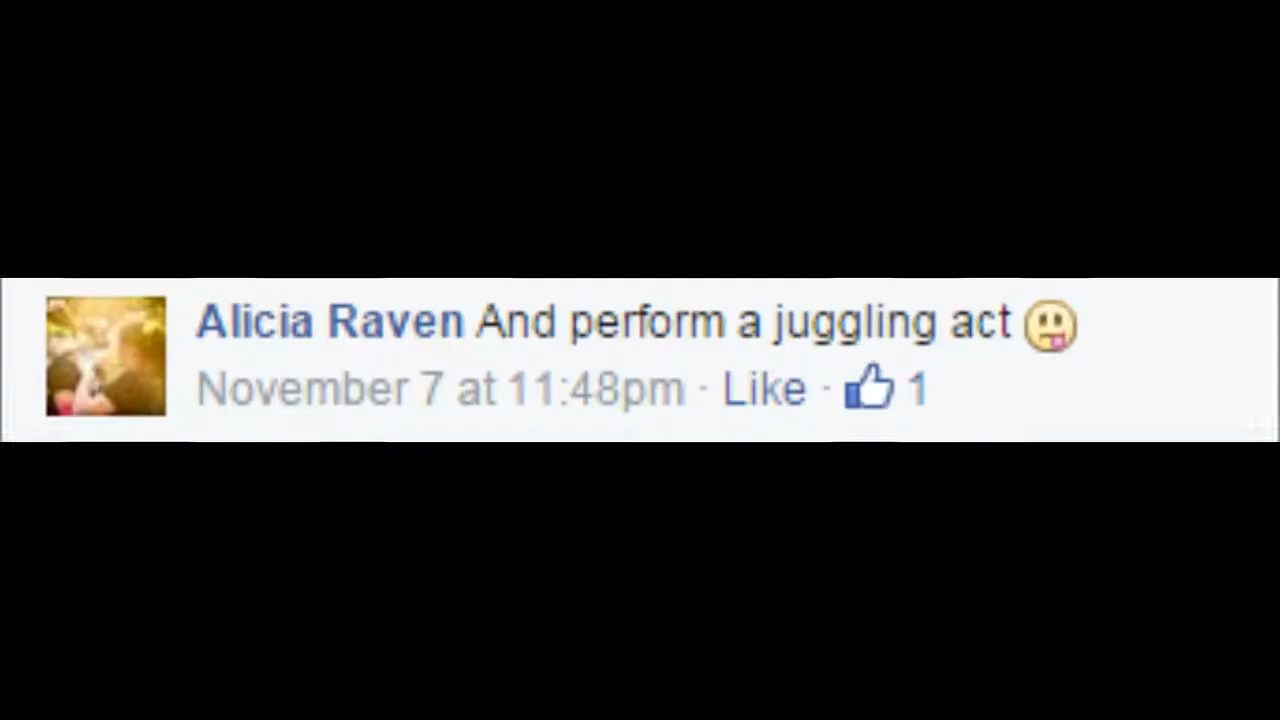 Alicia Raven And perform a juggling act 😛
November 7 at 11:48pm · Like · 👍 1